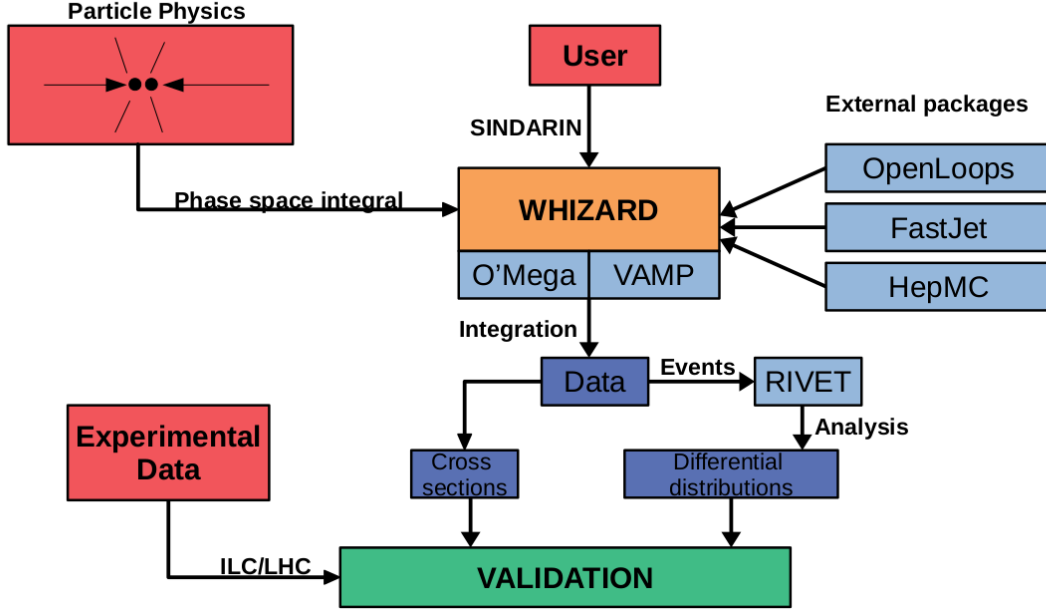 Particle Physics
User
SINDARIN
External packages
OpenLoops
Phase space integral
WHIZARD
FastJet
O'Mega
VAMP
HepMC
Integration
Data
Events
RIVET
Analysis
Experimental
Data
Cross
sections
Differential
distributions
ILC/LHC
VALIDATION